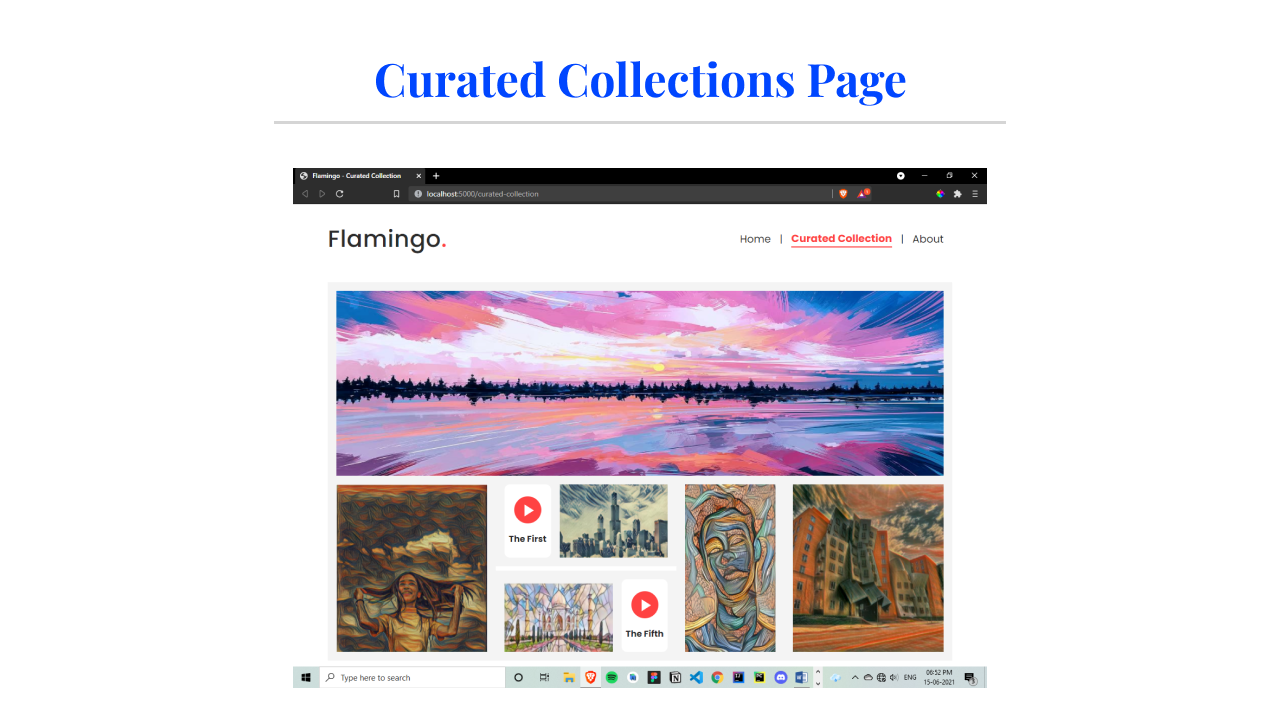 Curated Collections Page
Flamingo - Curated Collection
localhost:5000/curated-collection
Flamingo.
Home | Curated Collection | About
The First
The Fifth
Type here to search
ENG
06:52 PM
15-06-2021